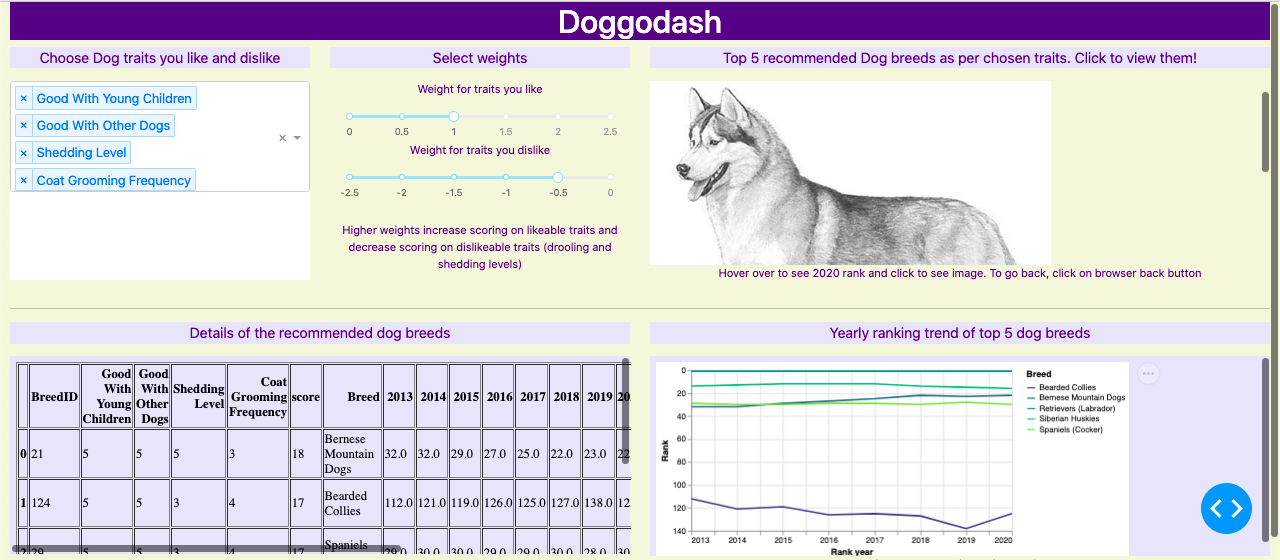 Doggodash
Choose Dog traits you like and dislike
Select weights
Top 5 recommended Dog breeds as per chosen traits. Click to view them!
× Good With Young Children
× Good With Other Dogs
× Shedding Level
× Coat Grooming Frequency
×
Weight for traits you like
0 0.5 1 1.5 2 2.5
Weight for traits you dislike
-2.5 -2 -1.5 -1 -0.5 0
Higher weights increase scoring on likeable traits and
decrease scoring on dislikeable traits (drooling and
shedding levels)
Hover over to see 2020 rank and click to see image. To go back, click on browser back button
Details of the recommended dog breeds
Yearly ranking trend of top 5 dog breeds
BreedID Good With Young Children Good With Other Dogs Shedding Level Coat Grooming Frequency score Breed 2013 2014 2015 2016 2017 2018 2019 20
0 21 5 5 5 3 18 Bernese Mountain Dogs 32.0 32.0 29.0 27.0 25.0 22.0 23.0 22
1 124 5 5 3 4 17 Bearded Collies 112.0 121.0 119.0 126.0 125.0 127.0 138.0 12
2 29 5 5 3 4 17 Spaniels 29.0 30.0 30.0 29.0 29.0 30.0 28.0 30
Rank
0
20
40
60
80
100
120
140
2013 2014 2015 2016 2017 2018 2019 2020
Rank year
Breed
Bearded Collies
Bernese Mountain Dogs
Retrievers (Labrador)
Siberian Huskies
Spaniels (Cocker)